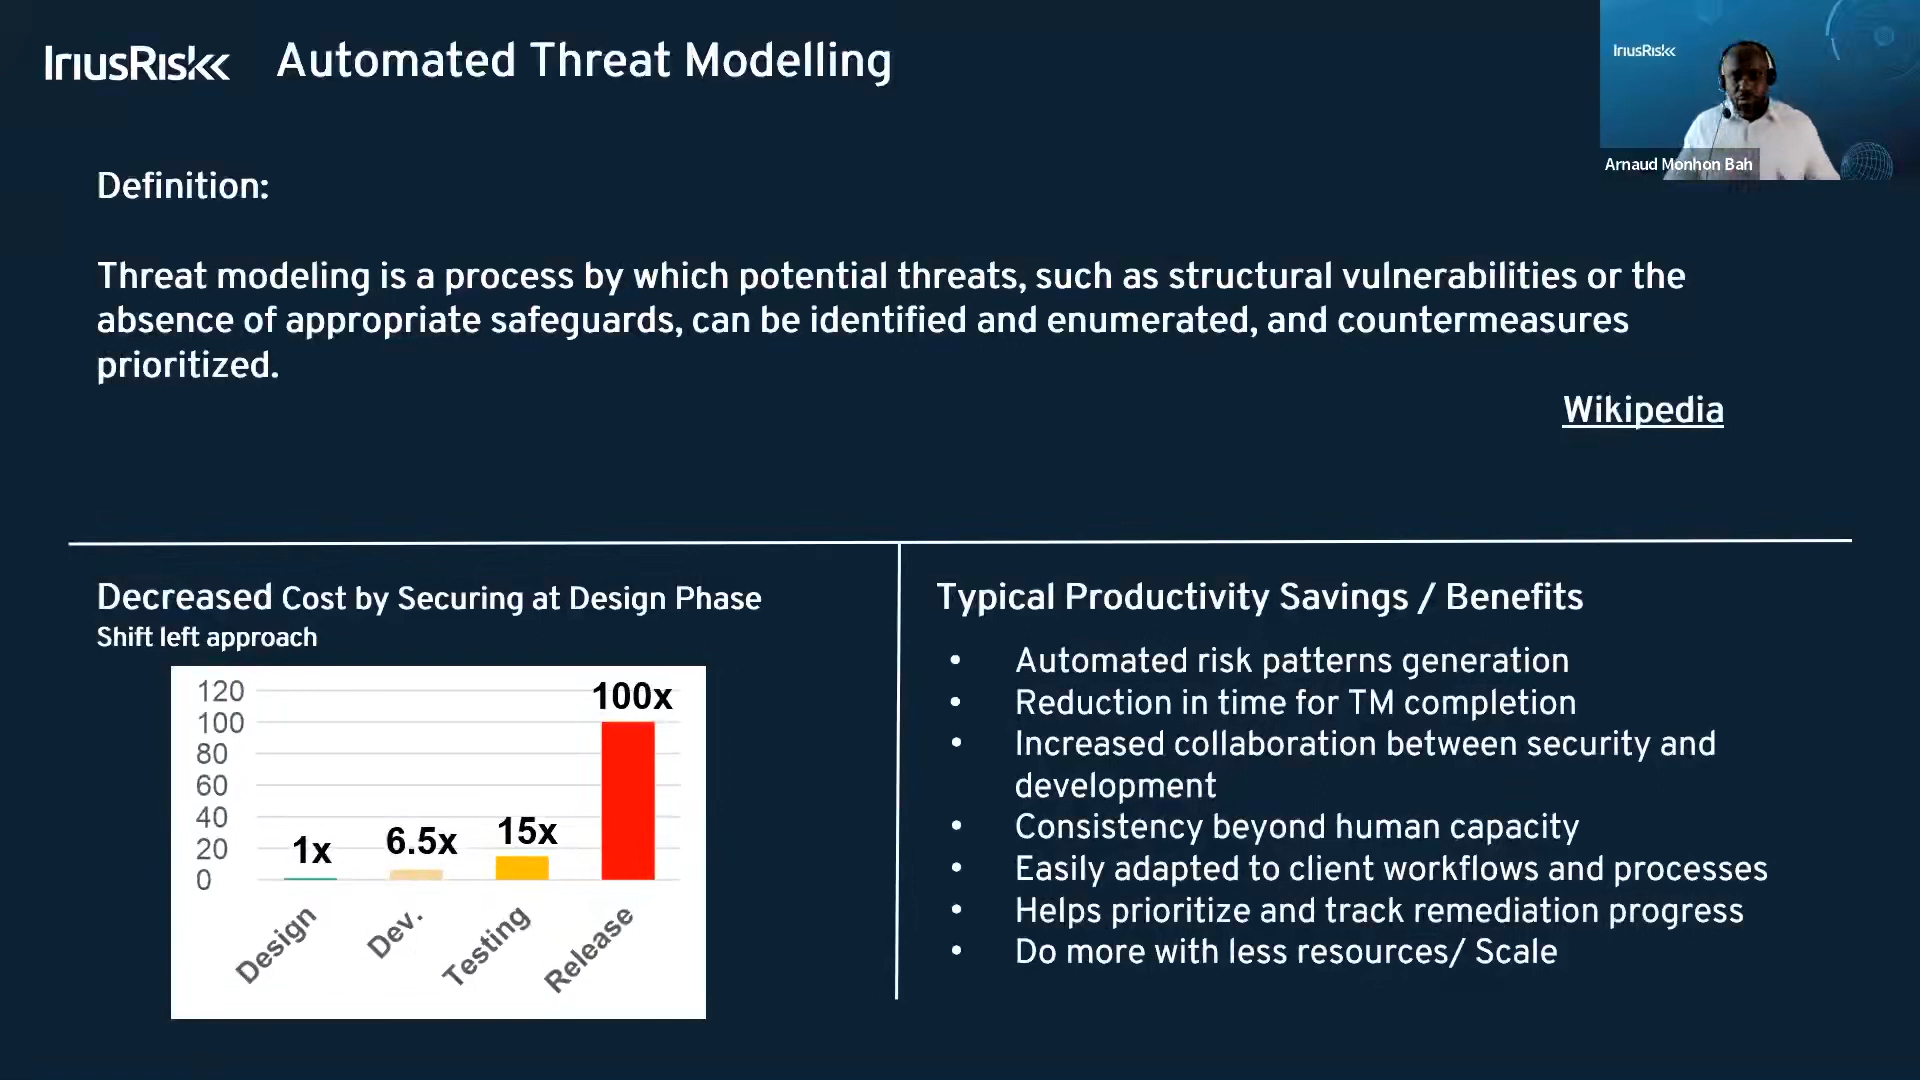 IriusRisk
Automated Threat Modelling
IriusRisk
Arnaud Monhon Bah
Definition:
Threat modeling is a process by which potential threats, such as structural vulnerabilities or the
absence of appropriate safeguards, can be identified and enumerated, and countermeasures
prioritized.
Wikipedia
Decreased Cost by Securing at Design Phase
Shift left approach
120
100
80
60
40
20
0
1x
6.5x
15x
100x
Design
Dev.
Testing
Release
Typical Productivity Savings / Benefits
• Automated risk patterns generation
• Reduction in time for TM completion
• Increased collaboration between security and
development
• Consistency beyond human capacity
• Easily adapted to client workflows and processes
• Helps prioritize and track remediation progress
• Do more with less resources/ Scale